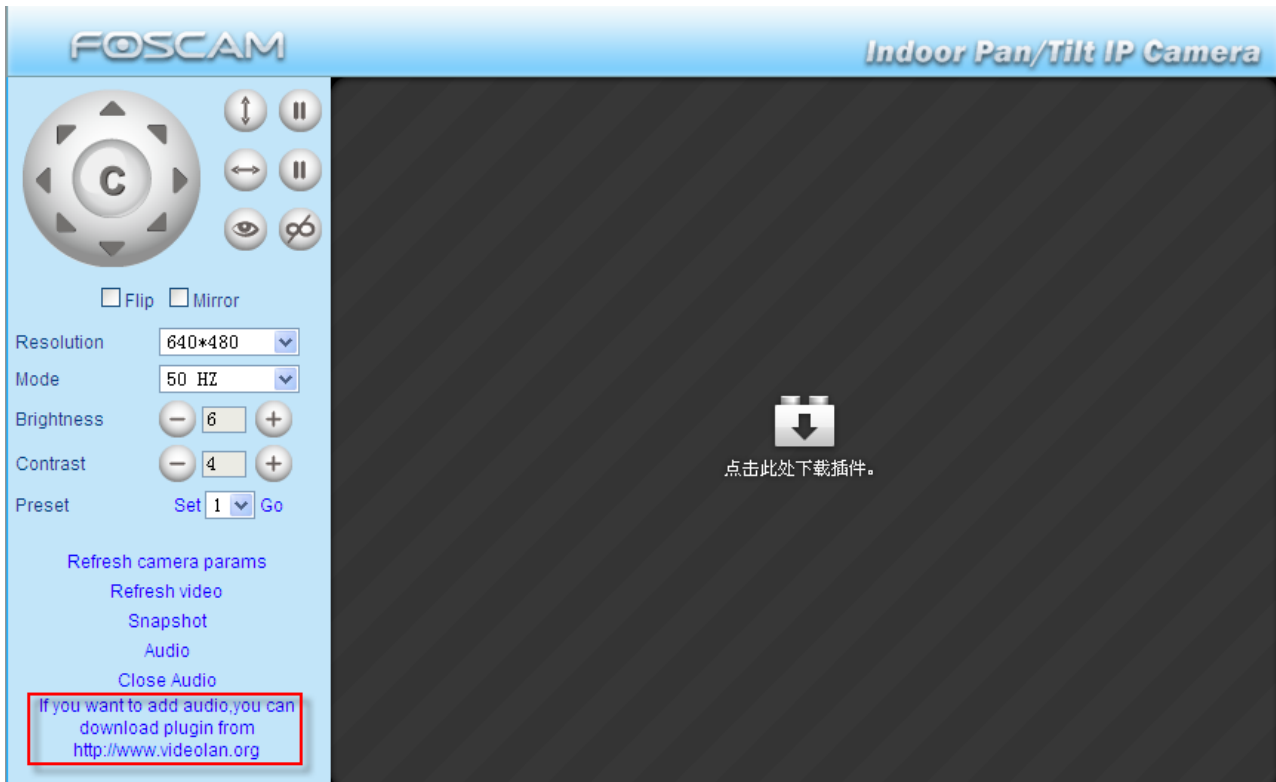 FOSCAM
Indoor Pan/Tilt IP Camera
C
Flip Mirror
Resolution 640*480
Mode 50 HZ
Brightness 6
Contrast 4
Preset Set 1 Go
Refresh camera params
Refresh video
Snapshot
Audio
Close Audio
If you want to add audio,you can
download plugin from
http://www.videolan.org
点击此处下载插件。